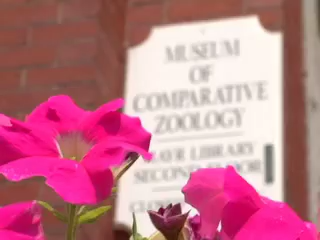 MUSEUM
OF
COMPARATIVE
ZOOLOGY
LIBRARY
SECOND FLOOR